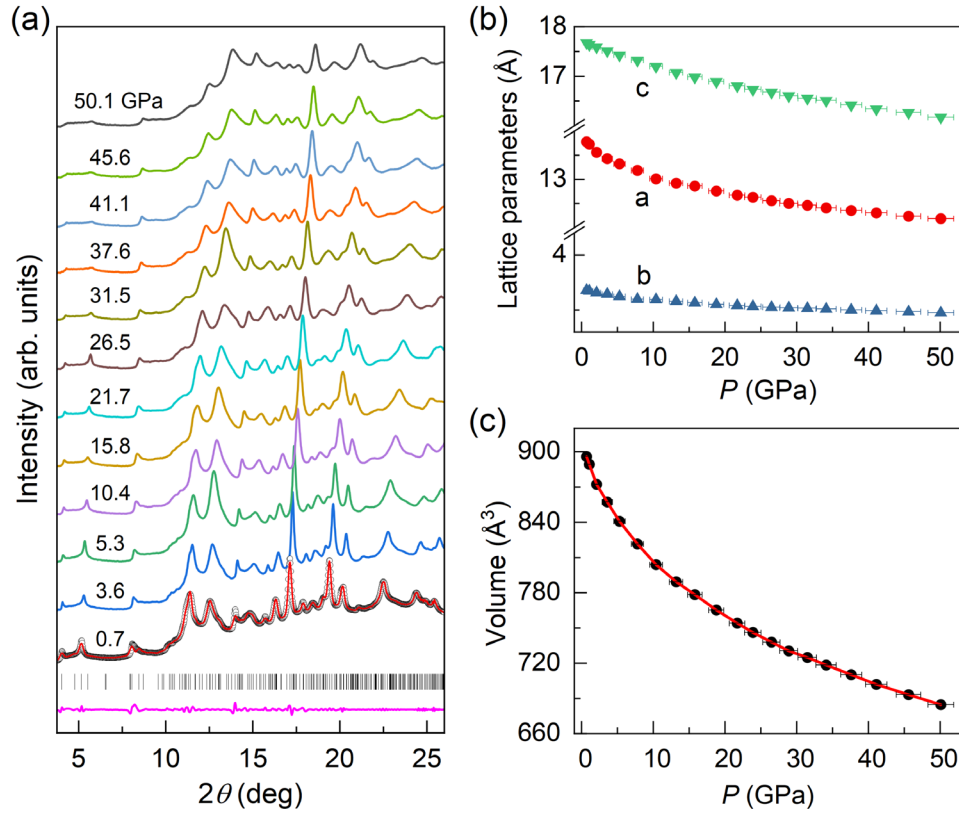 (a)
50.1 GPa
45.6
41.1
37.6
31.5
26.5
21.7
15.8
10.4
5.3
3.6
0.7
Intensity (arb. units)
5
10
15
20
25
2θ (deg)
(b)
Lattice parameters (Å)
18
17
13
4
c
a
b
0
10
20
30
40
50
P (GPa)
(c)
Volume (Å³)
900
840
780
720
660
0
10
20
30
40
50
P (GPa)